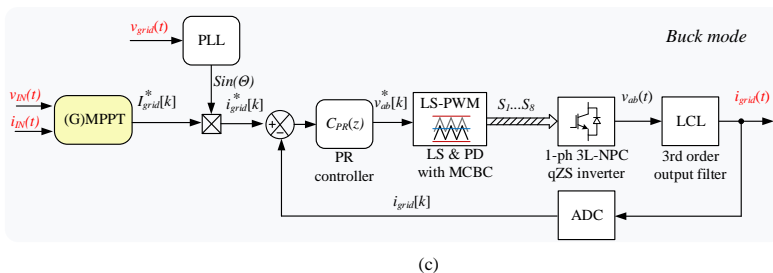 v_grid(t)
PLL
Buck mode
Sin(Θ)
v_IN(t)
i_IN(t)
(G)MPPT
I*_grid[k]
i*_grid[k]
+
−
C_PR(z)
PR
controller
v*_ab[k]
LS-PWM
LS & PD
with MCBC
S_1...S_8
1-ph 3L-NPC
qZS inverter
v_ab(t)
LCL
3rd order
output filter
i_grid(t)
i_grid[k]
ADC
(c)